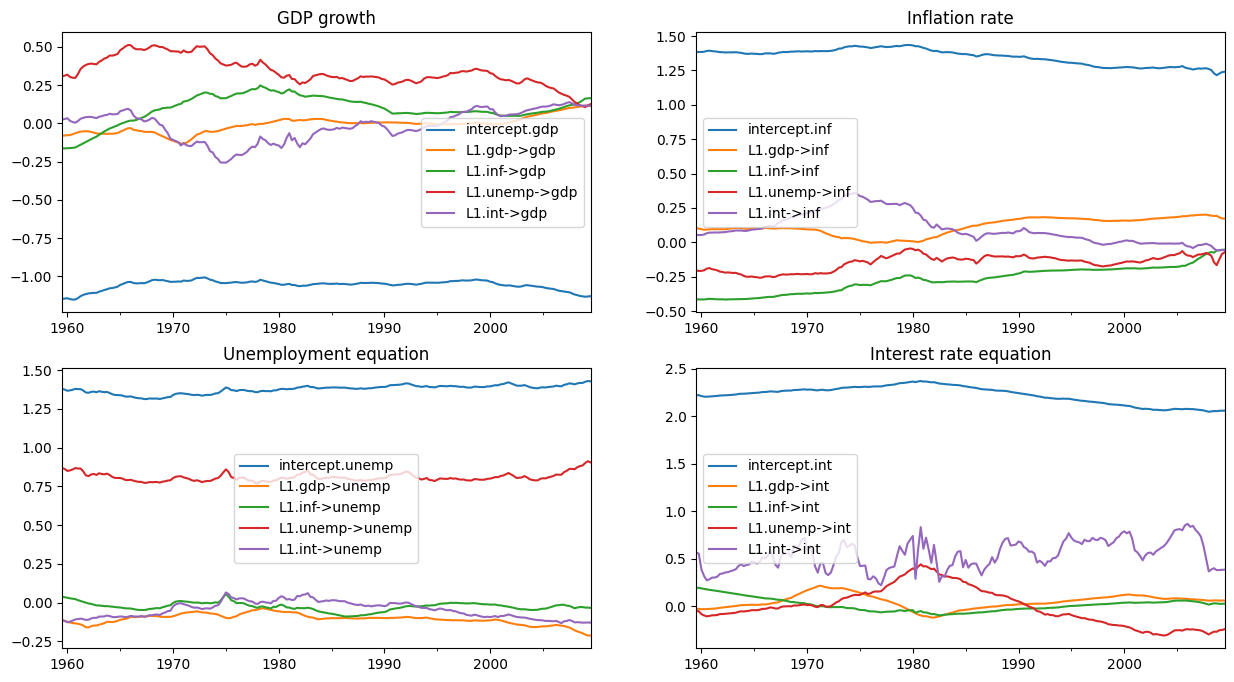 GDP growth
0.50
0.25
0.00
−0.25
−0.50
−0.75
−1.00
intercept.gdp
L1.gdp->gdp
L1.inf->gdp
L1.unemp->gdp
L1.int->gdp
1960
1970
1980
1990
2000
Inflation rate
1.50
1.25
1.00
0.75
0.50
0.25
0.00
−0.25
−0.50
intercept.inf
L1.gdp->inf
L1.inf->inf
L1.unemp->inf
L1.int->inf
1960
1970
1980
1990
2000
Unemployment equation
1.50
1.25
1.00
0.75
0.50
0.25
0.00
−0.25
intercept.unemp
L1.gdp->unemp
L1.inf->unemp
L1.unemp->unemp
L1.int->unemp
1960
1970
1980
1990
2000
Interest rate equation
2.5
2.0
1.5
1.0
0.5
0.0
intercept.int
L1.gdp->int
L1.inf->int
L1.unemp->int
L1.int->int
1960
1970
1980
1990
2000